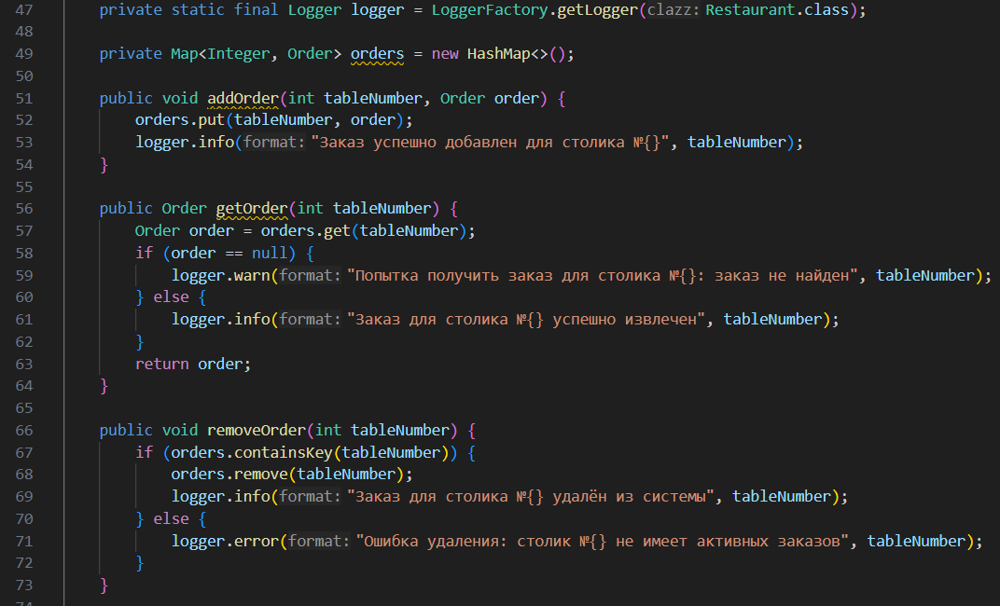 47 private static final Logger logger = LoggerFactory.getLogger(clazz: Restaurant.class);
48
49 private Map<Integer, Order> orders = new HashMap<>();
50
51 public void addOrder(int tableNumber, Order order) {
52 orders.put(tableNumber, order);
53 logger.info(format: "Заказ успешно добавлен для столика №{}", tableNumber);
54 }
55
56 public Order getOrder(int tableNumber) {
57 Order order = orders.get(tableNumber);
58 if (order == null) {
59 logger.warn(format: "Попытка получить заказ для столика №{}: заказ не найден", tableNumber);
60 } else {
61 logger.info(format: "Заказ для столика №{} успешно извлечен", tableNumber);
62 }
63 return order;
64 }
65
66 public void removeOrder(int tableNumber) {
67 if (orders.containsKey(tableNumber)) {
68 orders.remove(tableNumber);
69 logger.info(format: "Заказ для столика №{} удалён из системы", tableNumber);
70 } else {
71 logger.error(format: "Ошибка удаления: столик №{} не имеет активных заказов", tableNumber);
72 }
73 }
74